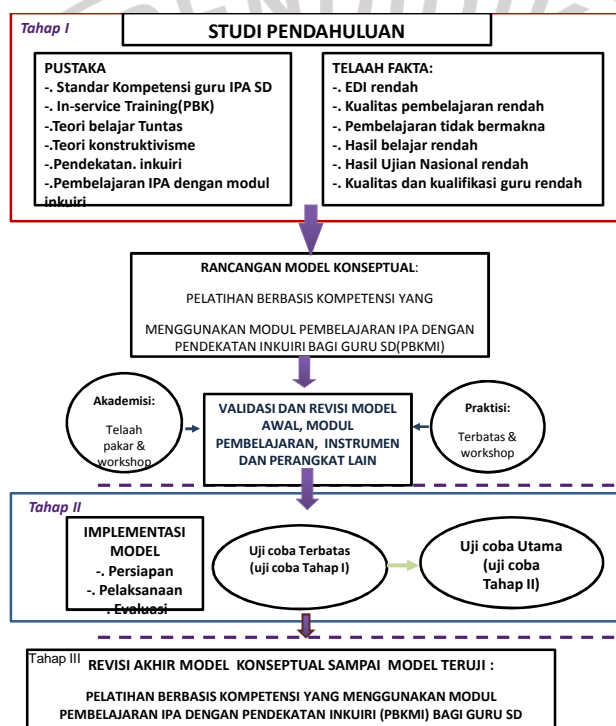 Tahap I
STUDI PENDAHULUAN
PUSTAKA
-. Standar Kompetensi guru IPA SD
-. In-service Training(PBK)
-.Teori belajar Tuntas
-.Teori konstruktivisme
-.Pendekatan. inkuiri
-.Pembelajaran IPA dengan modul
inkuiri
TELAAH FAKTA:
-. EDI rendah
-. Kualitas pembelajaran rendah
-. Pembelajaran tidak bermakna
-. Hasil belajar rendah
-. Hasil Ujian Nasional rendah
-. Kualitas dan kualifikasi guru rendah
RANCANGAN MODEL KONSEPTUAL:
PELATIHAN BERBASIS KOMPETENSI YANG
MENGGUNAKAN MODUL PEMBELAJARAN IPA DENGAN
PENDEKATAN INKUIRI BAGI GURU SD(PBKMI)
Akademisi:
Telaah
pakar &
workshop
VALIDASI DAN REVISI MODEL
AWAL, MODUL
PEMBELAJARAN, INSTRUMEN
DAN PERANGKAT LAIN
Praktisi:
Terbatas &
workshop
Tahap II
IMPLEMENTASI
MODEL
-. Persiapan
-. Pelaksanaan
-. Evaluasi
Uji coba Terbatas
(uji coba Tahap I)
Uji coba Utama
(uji coba
Tahap II)
Tahap III
REVISI AKHIR MODEL KONSEPTUAL SAMPAI MODEL TERUJI :
PELATIHAN BERBASIS KOMPETENSI YANG MENGGUNAKAN MODUL
PEMBELAJARAN IPA DENGAN PENDEKATAN INKUIRI (PBKMI) BAGI GURU SD